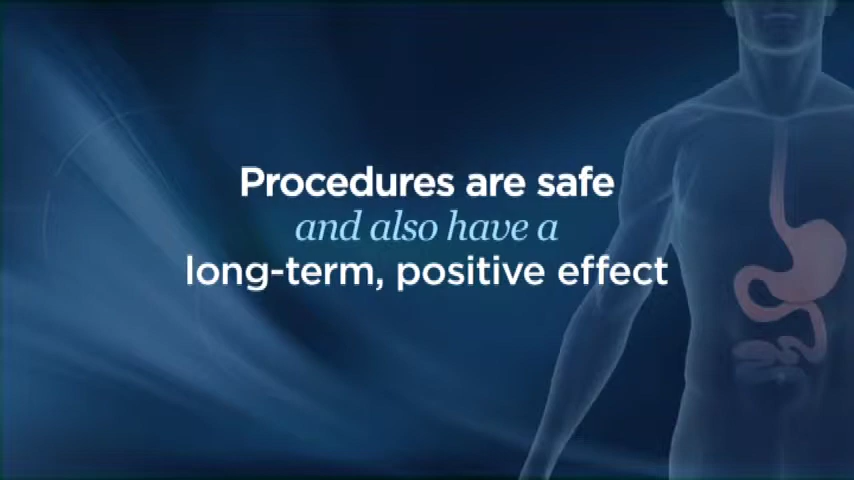 Procedures are safe
and also have a
long-term, positive effect